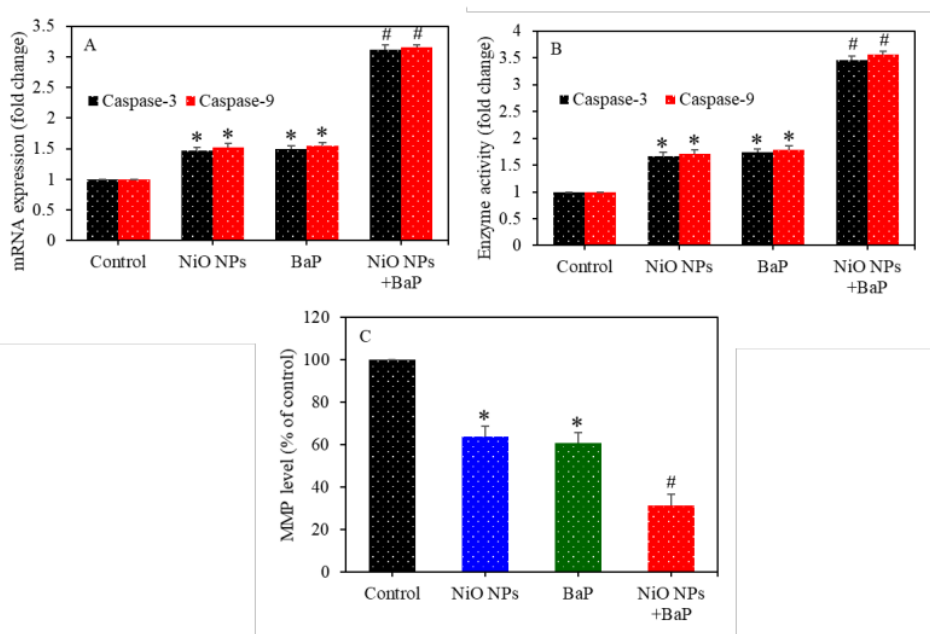 A
mRNA expression (fold change)
3.5
3
2.5
2
1.5
1
0.5
0
# #
Caspase-3 Caspase-9
* * * *
Control NiO NPs BaP NiO NPs
+BaP
B
Enzyme activity (fold change)
4
3.5
3
2.5
2
1.5
1
0.5
0
# #
Caspase-3 Caspase-9
* * * *
Control NiO NPs BaP NiO NPs
+BaP
C
MMP level (% of control)
120
100
80
60
40
20
0
* *
#
Control NiO NPs BaP NiO NPs
+BaP